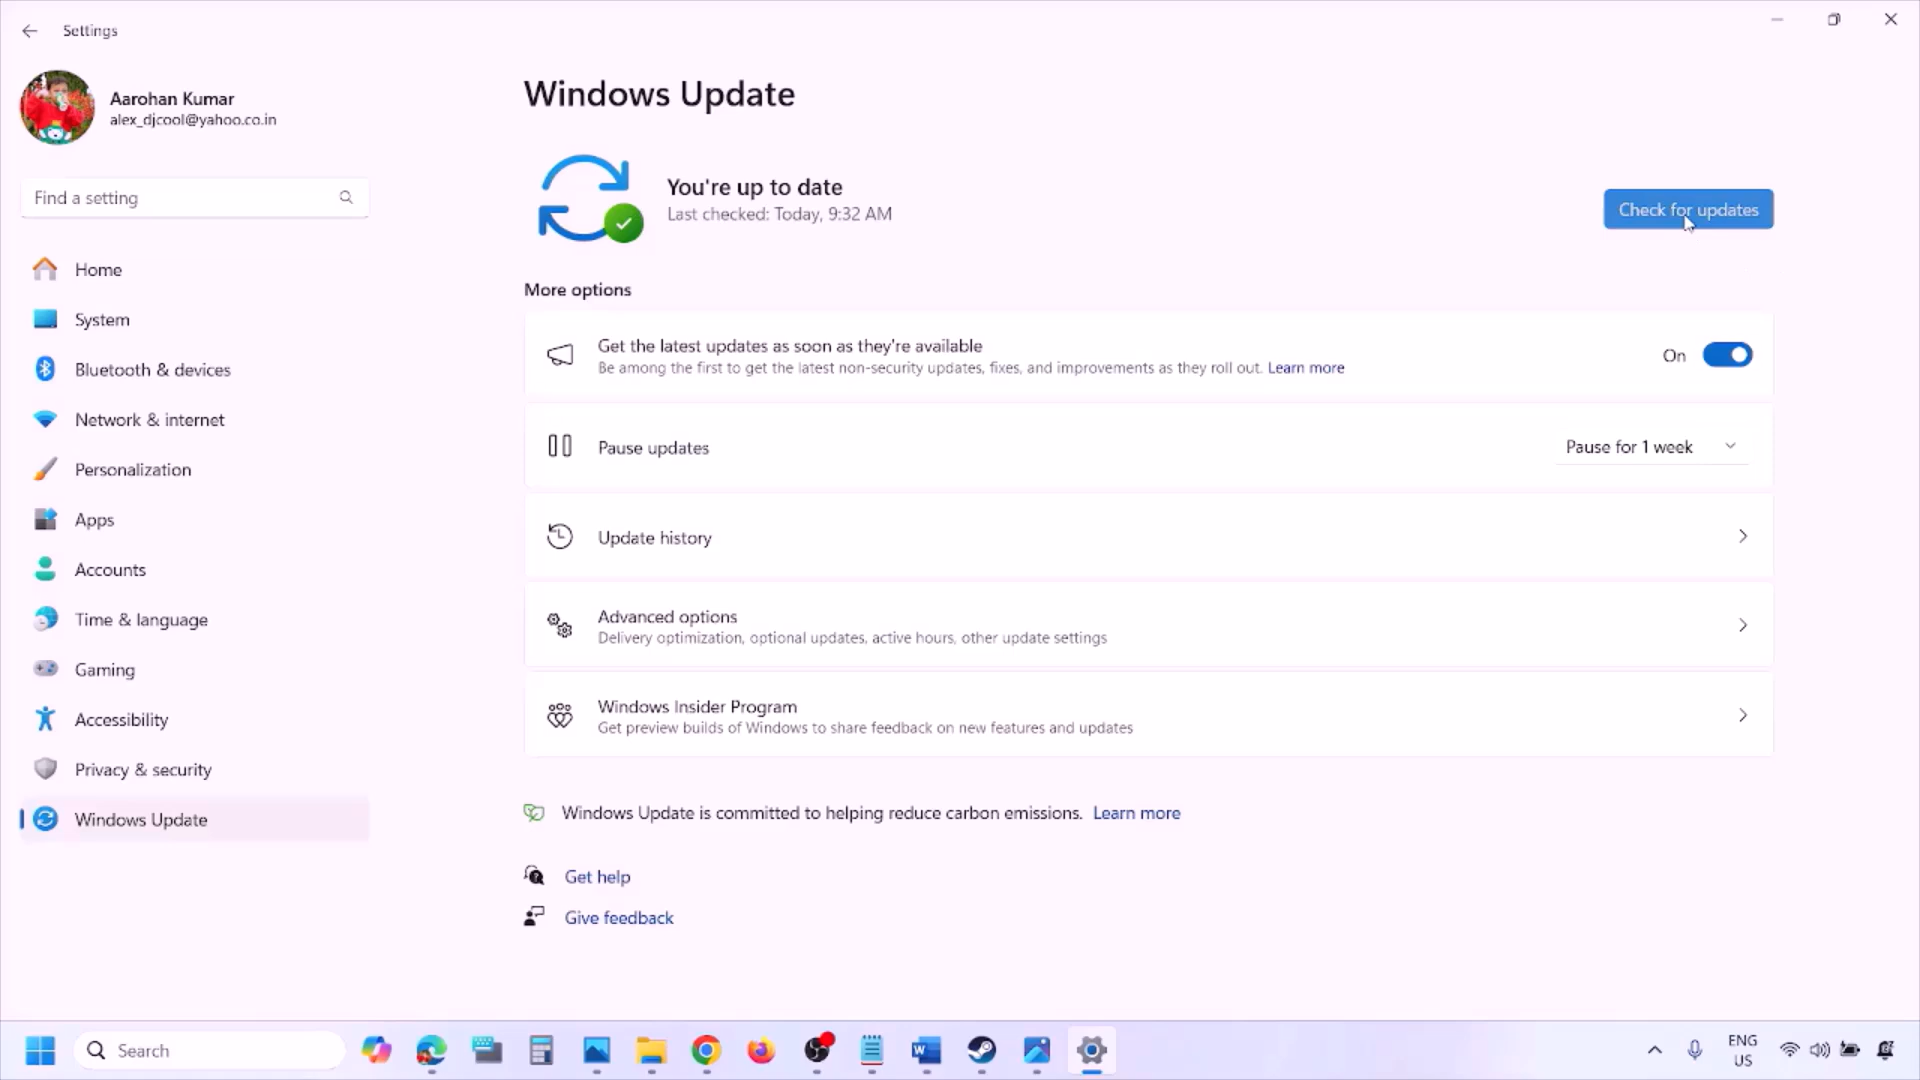 Settings
Aarohan Kumar
alex_djcool@yahoo.co.in
Find a setting
Home
System
Bluetooth & devices
Network & internet
Personalization
Apps
Accounts
Time & language
Gaming
Accessibility
Privacy & security
Windows Update
Windows Update
You're up to date
Last checked: Today, 9:32 AM
Check for updates
More options
Get the latest updates as soon as they're available
Be among the first to get the latest non-security updates, fixes, and improvements as they roll out. Learn more
On
Pause updates
Pause for 1 week
Update history
Advanced options
Delivery optimization, optional updates, active hours, other update settings
Windows Insider Program
Get preview builds of Windows to share feedback on new features and updates
Windows Update is committed to helping reduce carbon emissions. Learn more
Get help
Give feedback
Search
ENG
US